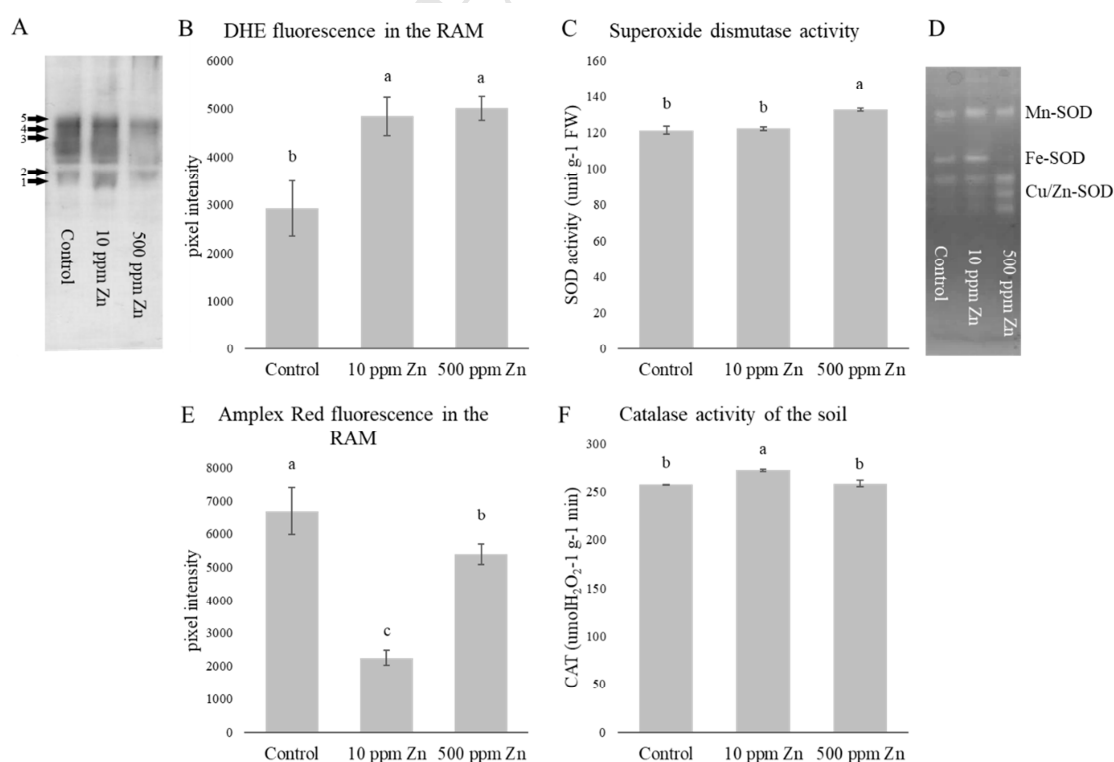 A
5
4
3
2
1
Control
10 ppm Zn
500 ppm Zn
B
DHE fluorescence in the RAM
pixel intensity
6000
5000
4000
3000
2000
1000
0
b
a
a
Control 10 ppm Zn 500 ppm Zn
C
Superoxide dismutase activity
SOD activity (unit g-1 FW)
160
140
120
100
80
60
40
20
0
b
b
a
Control 10 ppm Zn 500 ppm Zn
D
Mn-SOD
Fe-SOD
Cu/Zn-SOD
Control
10 ppm Zn
500 ppm Zn
E
Amplex Red fluorescence in the
RAM
pixel intensity
8000
7000
6000
5000
4000
3000
2000
1000
0
a
c
b
Control 10 ppm Zn 500 ppm Zn
F
Catalase activity of the soil
CAT (umolH₂O₂-1 g-1 min)
300
250
200
150
100
50
0
b
a
b
Control 10 ppm Zn 500 ppm Zn